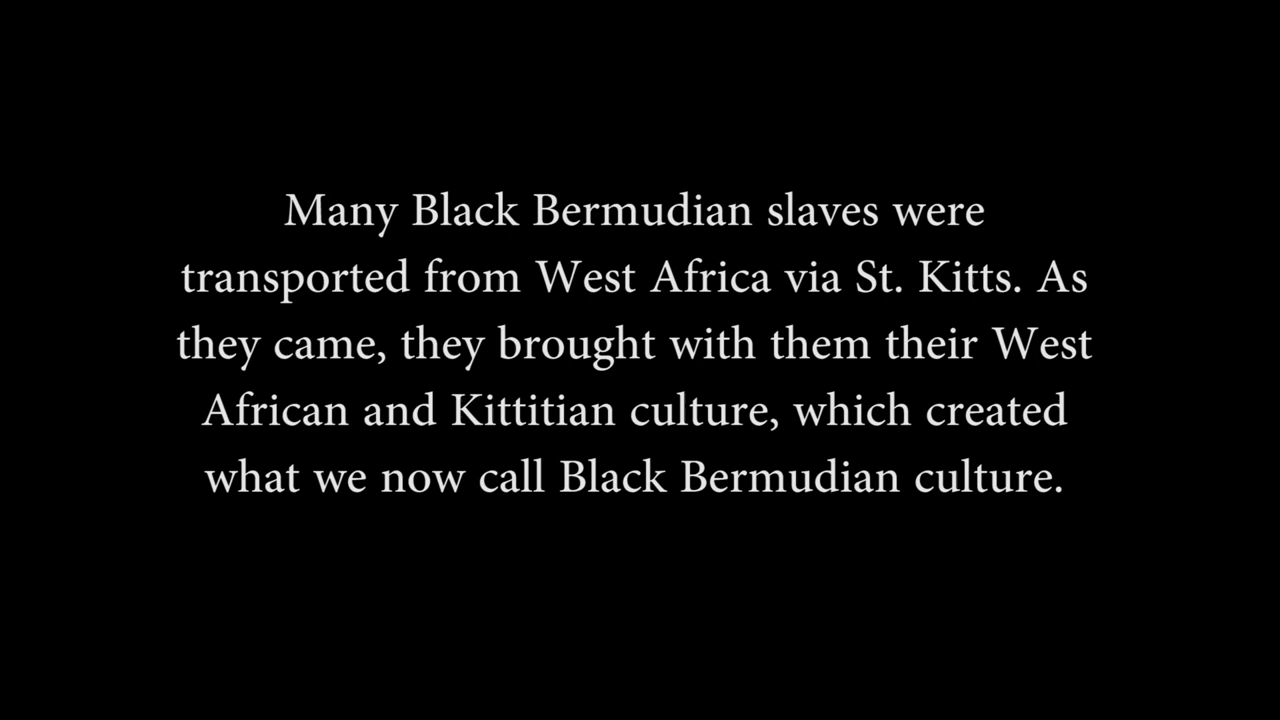 Many Black Bermudian slaves were
transported from West Africa via St. Kitts. As
they came, they brought with them their West
African and Kittitian culture, which created
what we now call Black Bermudian culture.